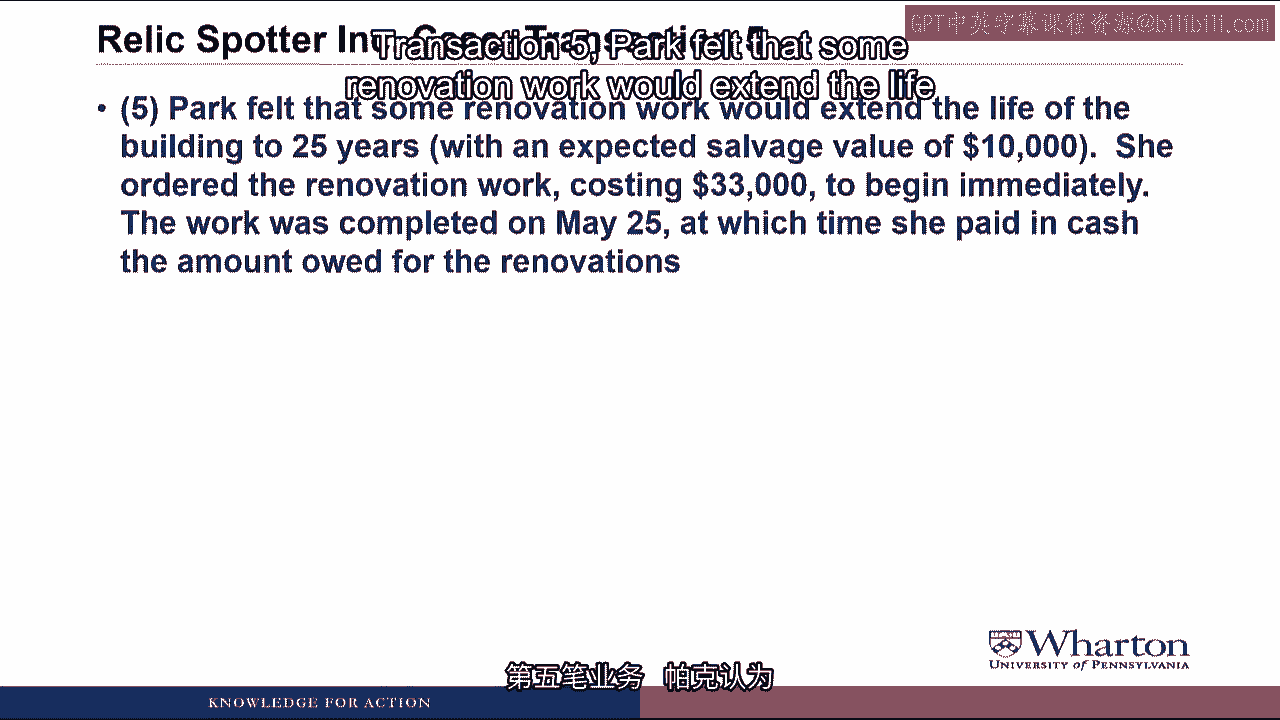 GPT中英字幕课程资源@bilibili.com
Relic Spotter Inc. Case: Transaction 5
Transaction 5, Park felt that some
renovation work would extend the life
• (5) Park felt that some renovation work would extend the life of the
building to 25 years (with an expected salvage value of $10,000). She
ordered the renovation work, costing $33,000, to begin immediately.
The work was completed on May 25, at which time she paid in cash
the amount owed for the renovations
Wharton
UNIVERSITY of PENNSYLVANIA
第五笔业务 帕克认为
KNOWLEDGE FOR ACTION